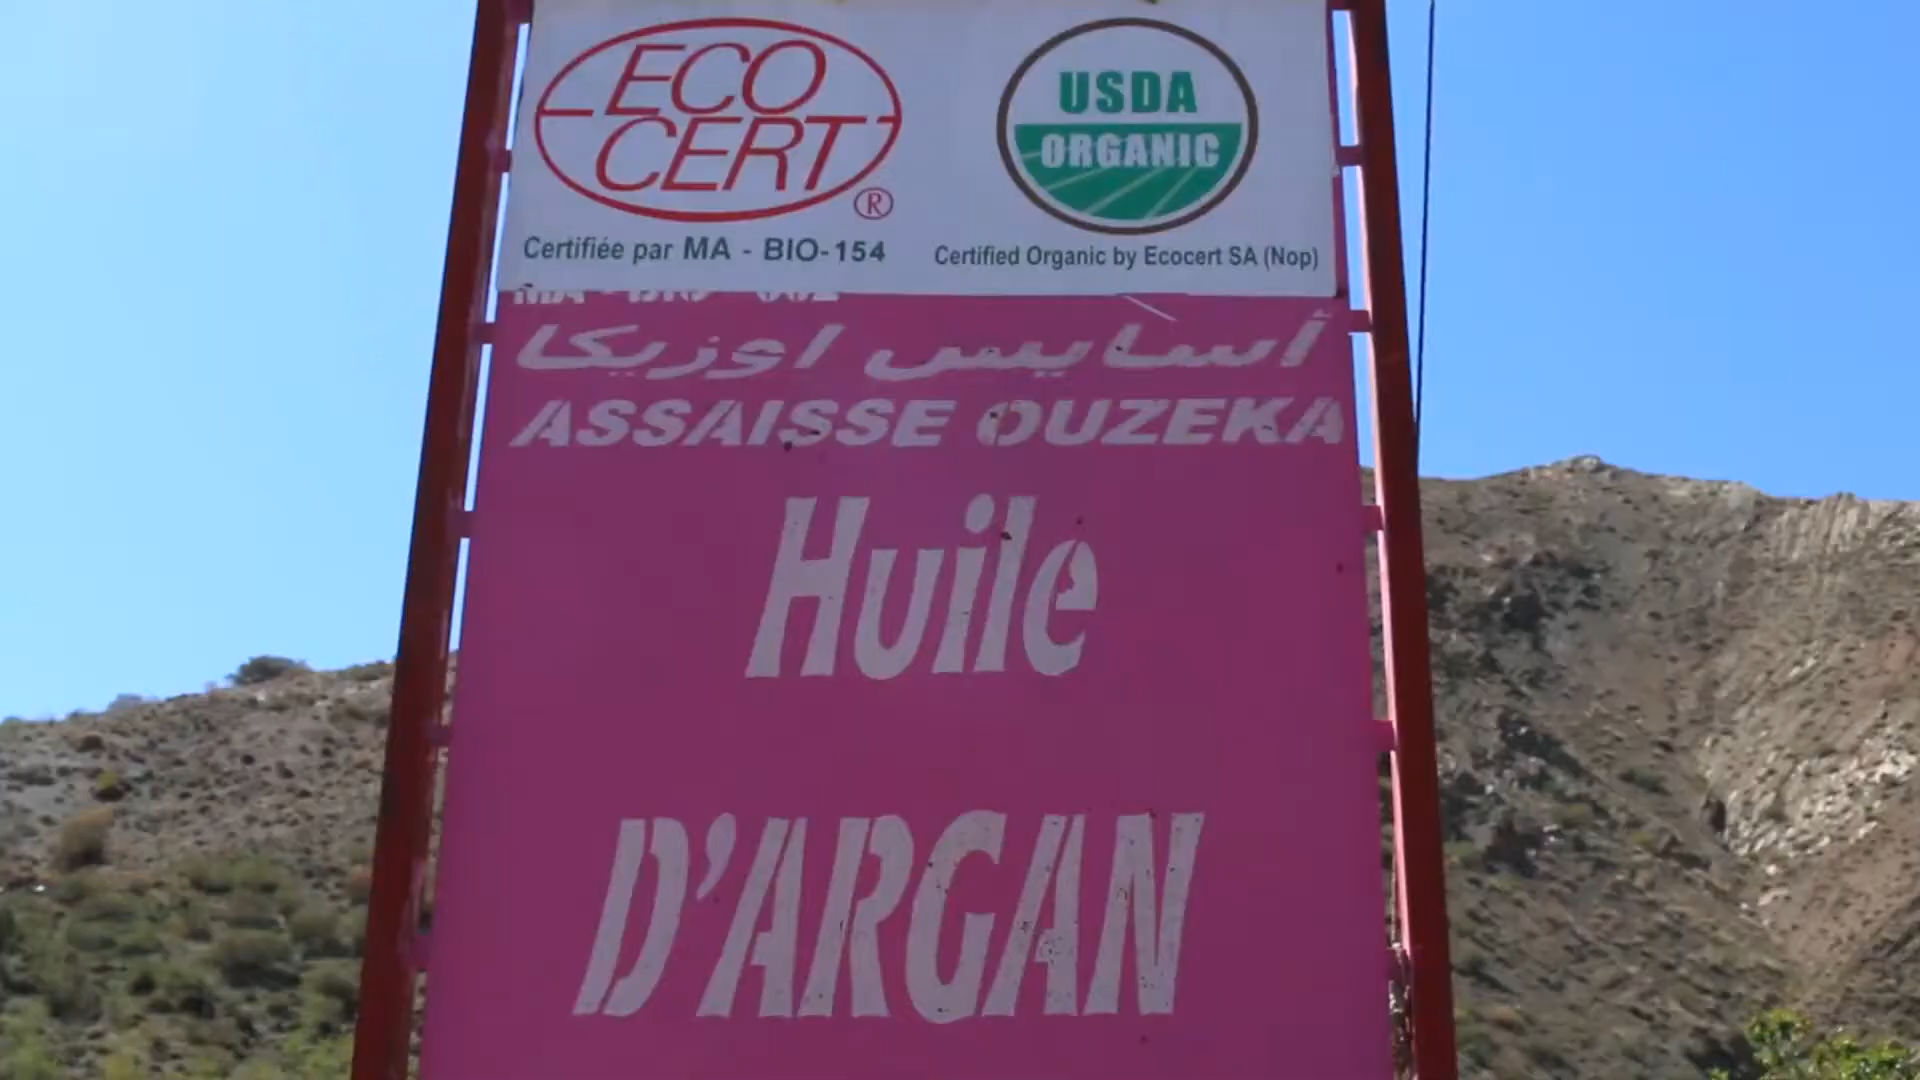 ECO
CERT
®
USDA
ORGANIC
Certifiée par MA - BIO-154
Certified Organic by Ecocert SA (Nop)
أسايس اوزيكا
ASSAISSE OUZEKA
Huile
D'ARGAN